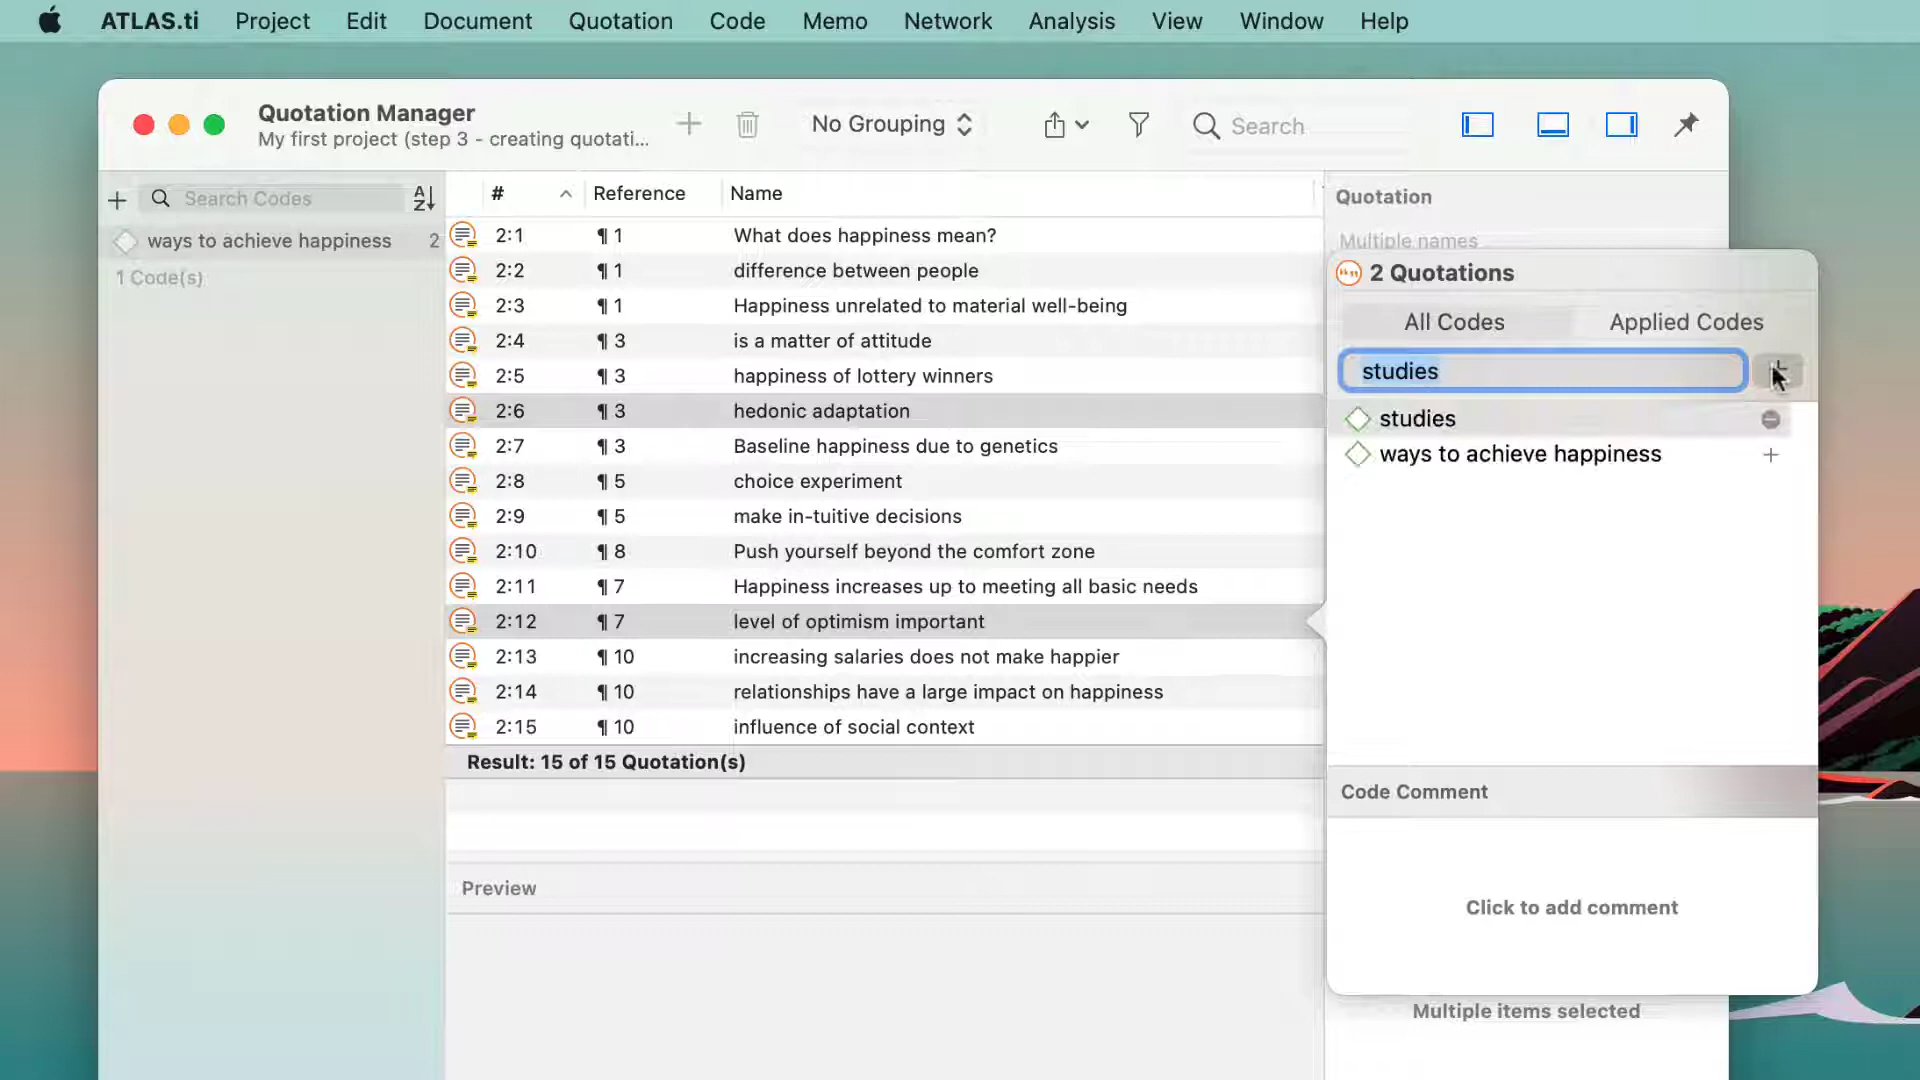 ATLAS.ti Project Edit Document Quotation Code Memo Network Analysis View Window Help
Quotation Manager
My first project (step 3 - creating quotati...
No Grouping
Search
Search Codes
ways to achieve happiness 2
1 Code(s)
# Reference Name
2:1 ¶ 1 What does happiness mean?
2:2 ¶ 1 difference between people
2:3 ¶ 1 Happiness unrelated to material well-being
2:4 ¶ 3 is a matter of attitude
2:5 ¶ 3 happiness of lottery winners
2:6 ¶ 3 hedonic adaptation
2:7 ¶ 3 Baseline happiness due to genetics
2:8 ¶ 5 choice experiment
2:9 ¶ 5 make in-tuitive decisions
2:10 ¶ 8 Push yourself beyond the comfort zone
2:11 ¶ 7 Happiness increases up to meeting all basic needs
2:12 ¶ 7 level of optimism important
2:13 ¶ 10 increasing salaries does not make happier
2:14 ¶ 10 relationships have a large impact on happiness
2:15 ¶ 10 influence of social context
Result: 15 of 15 Quotation(s)
Preview
Quotation
Multiple names
2 Quotations
All Codes Applied Codes
studies
studies
ways to achieve happiness
Code Comment
Click to add comment
Multiple items selected